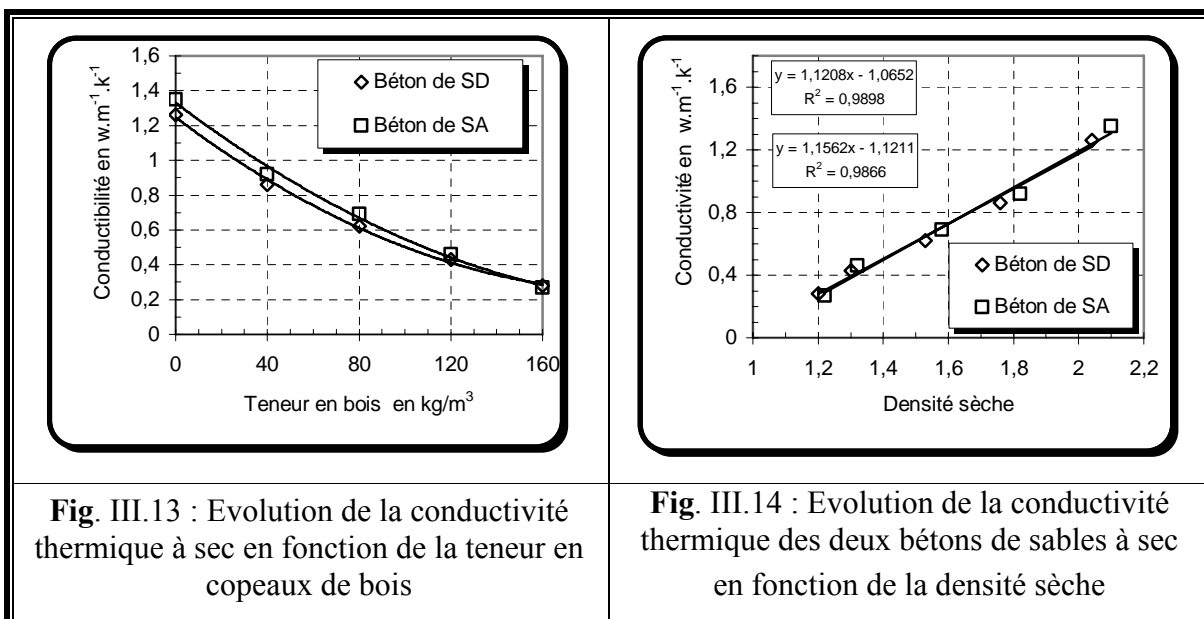 1,6
1,4
1,2
1
0,8
0,6
0,4
0,2
0
Conductibilité en w.m⁻¹.k⁻¹
Béton de SD
Béton de SA
0 40 80 120 160
Teneur en bois en kg/m³
1,6
1,2
0,8
0,4
0
Conductivité en w.m⁻¹.k⁻¹
y = 1,1208x - 1,0652
R² = 0,9898
y = 1,1562x - 1,1211
R² = 0,9866
Béton de SD
Béton de SA
1 1,2 1,4 1,6 1,8 2 2,2
Densité sèche
Fig. III.13 : Evolution de la conductivité
thermique à sec en fonction de la teneur en
copeaux de bois
Fig. III.14 : Evolution de la conductivité
thermique des deux bétons de sables à sec
en fonction de la densité sèche